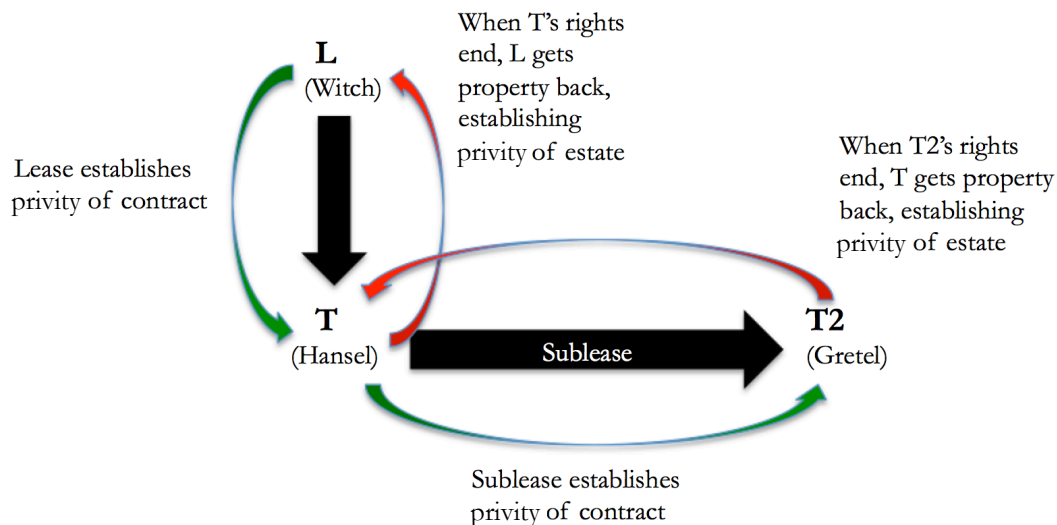 L
(Witch)
When T's rights
end, L gets
property back,
establishing
privity of estate
Lease establishes
privity of contract
When T2's rights
end, T gets property
back, establishing
privity of estate
T
(Hansel)
Sublease
T2
(Gretel)
Sublease establishes
privity of contract